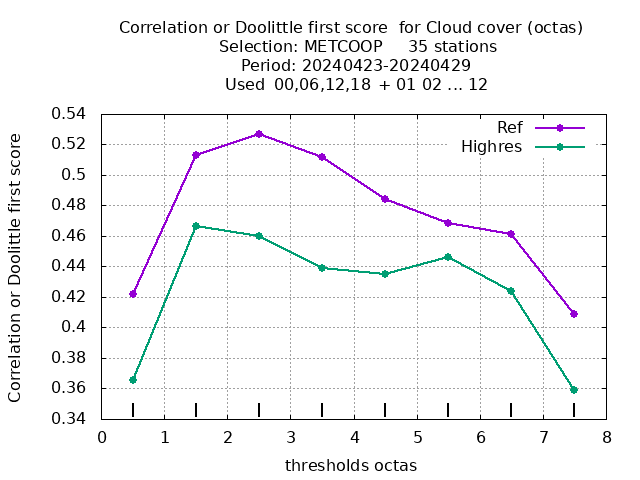 Correlation or Doolittle first score  for Cloud cover (octas)
Selection: METCOOP     35 stations
Period: 20240423-20240429
Used  00,06,12,18 + 01 02 ... 12
Correlation or Doolittle first score
0.54
0.52
0.5
0.48
0.46
0.44
0.42
0.4
0.38
0.36
0.34
Ref
Highres
0 1 2 3 4 5 6 7 8
thresholds octas